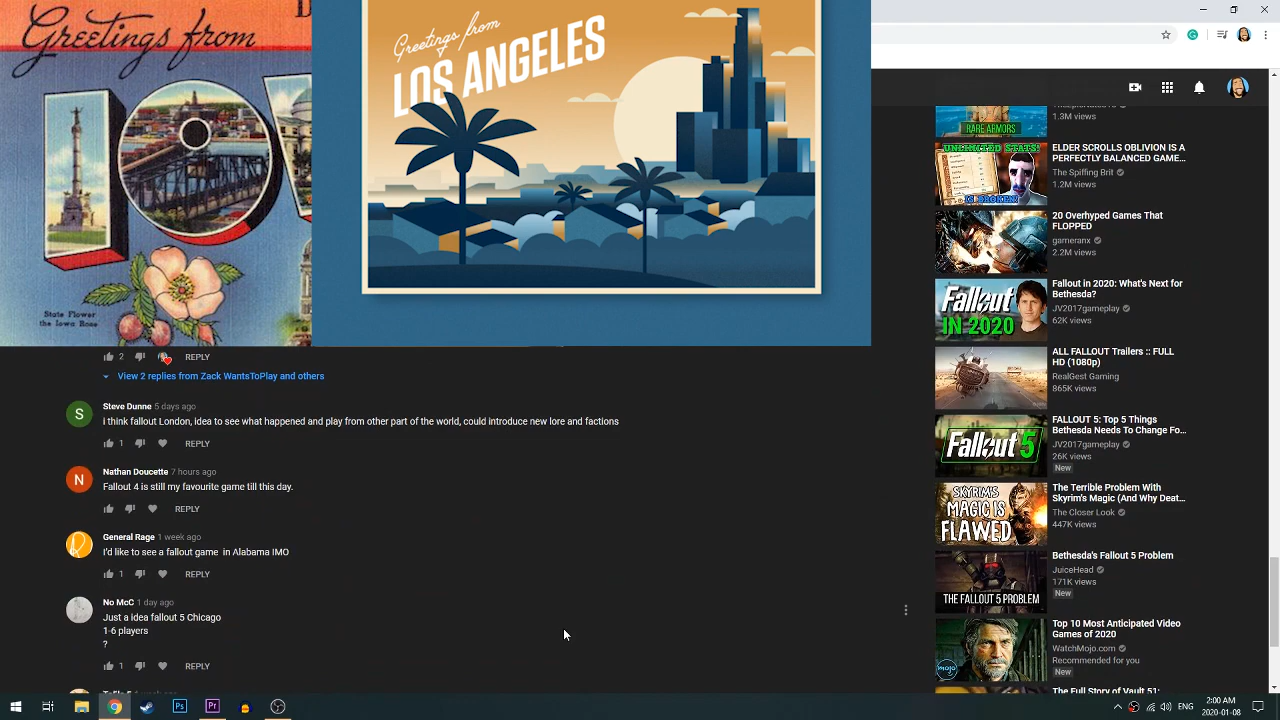 Greetings from
IO
State Flower
the Iowa Rose
Greetings from
LOS ANGELES
👍 2 REPLY
View 2 replies from Zack WantsToPlay and others
S
Steve Dunne 5 days ago
i think fallout London, idea to see what happened and play from other part of the world, could introduce new lore and factions
1 REPLY
N
Nathan Doucette 7 hours ago
Fallout 4 is still my favourite game till this day.
REPLY
General Rage 1 week ago
I'd like to see a fallout game in Alabama IMO
1 REPLY
No McC 1 day ago
Just a idea fallout 5 Chicago
1-6 players
?
1 REPLY
RARE ARMORS
1.3M views
UNLIMITED STATS!
IS BROKEN!
ELDER SCROLLS OBLIVION IS A
PERFECTLY BALANCED GAME...
The Spiffing Brit
1.2M views
20 Overhyped Games That
FLOPPED
gameranx
2.2M views
Fallout
IN 2020
Fallout in 2020: What's Next for
Bethesda?
JV2017gameplay
62K views
ALL FALLOUT Trailers :: FULL
HD (1080p)
RealGest Gaming
865K views
Fallout 5
FALLOUT 5: Top 5 Things
Bethesda Needs To Change Fo...
JV2017gameplay
26K views
New
SKYRIM'S
MAGIC IS
FLAWED
The Terrible Problem With
Skyrim's Magic (And Why Deat...
The Closer Look
447K views
THE FALLOUT 5 PROBLEM
Bethesda's Fallout 5 Problem
JuiceHead
171K views
New
mojo
Top 10 Most Anticipated Video
Games of 2020
WatchMojo.com
Recommended for you
New
The Full Story of Vault 51:
Ps
Pr
ENG
2:00 AM
2020-01-08